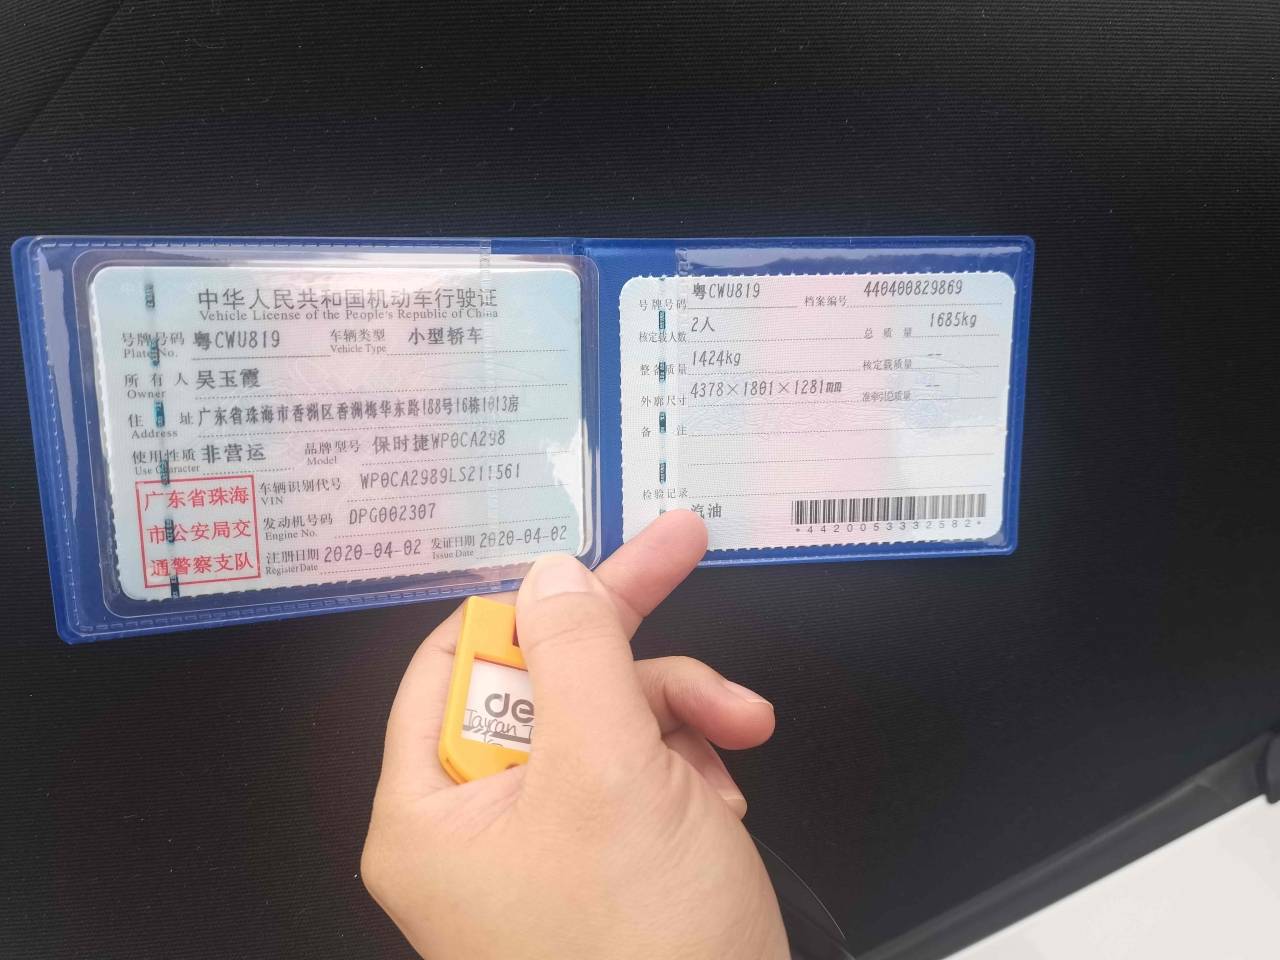 中华人民共和国机动车行驶证
Vehicle License of the People's Republic of China
号牌号码 粤CWU819 车辆类型 小型轿车
Plate No. Vehicle Type
所有人 吴玉霞
Owner
住址 广东省珠海市香洲区香洲梅华东路188号16栋1013房
Address
使用性质 非营运 品牌型号 保时捷WP0CA298
Use Character Model
广东省珠海
市公安局交
通警察支队
车辆识别代号 WP0CA2989LS211561
VIN
发动机号码 DPG002307
Engine No.
注册日期 2020-04-02 发证日期 2020-04-02
Register Date Issue Date
号牌号码 粤CWU819 档案编号 440400829869
核定载人数 2人 总质量 1685kg
整备质量 1424kg 核定载质量 --
外廓尺寸 4378×1801×1281mm 准牵引总质量 --
备注
检验记录
汽油
*4420053332582*
de